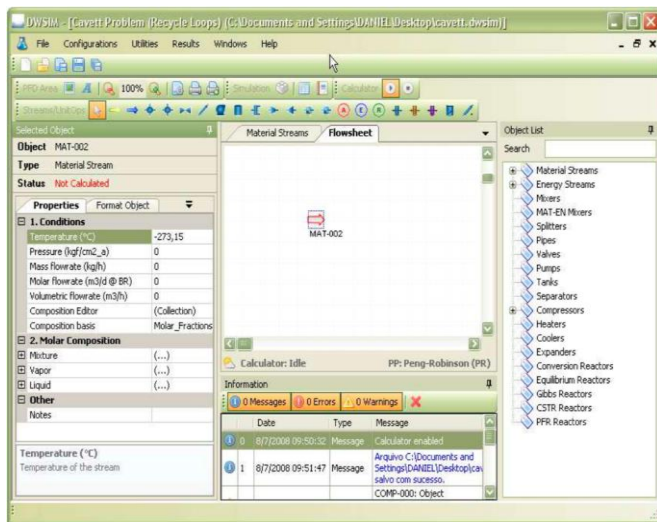 DWSIM - [Cavett Problem (Recycle Loops) (C:\Documents and Settings\DANIEL\Desktop\cavett.dwsim)]
File Configurations Utilities Results Windows Help
PFD Area 100% Simulation Calculator
Streams/UnitOps
Selected Object
Object MAT-002
Type Material Stream
Status Not Calculated
Properties Format Object
1. Conditions
Temperature (°C) -273,15
Pressure (kgf/cm2_a) 0
Mass flowrate (kg/h) 0
Molar flowrate (m3/d @ BR) 0
Volumetric flowrate (m3/h) 0
Composition Editor (Collection)
Composition basis Molar_Fractions
2. Molar Composition
Mixture (...)
Vapor (...)
Liquid (...)
Other
Notes
Temperature (°C)
Temperature of the stream
Material Streams Flowsheet
MAT-002
Calculator: Idle PP: Peng-Robinson (PR)
Information
0 Messages 0 Errors 0 Warnings
Date Type Message
0 8/7/2008 09:50:32 Message Calculator enabled
1 8/7/2008 09:51:47 Message Arquivo C:\Documents and
Settings\DANIEL\Desktop\cav
salvo com sucesso.
COMP-000: Object
Object List
Search
Material Streams
Energy Streams
Mixers
MAT-EN Mixers
Splitters
Pipes
Valves
Pumps
Tanks
Separators
Compressors
Heaters
Coolers
Expanders
Conversion Reactors
Equilibrium Reactors
Gibbs Reactors
CSTR Reactors
PFR Reactors